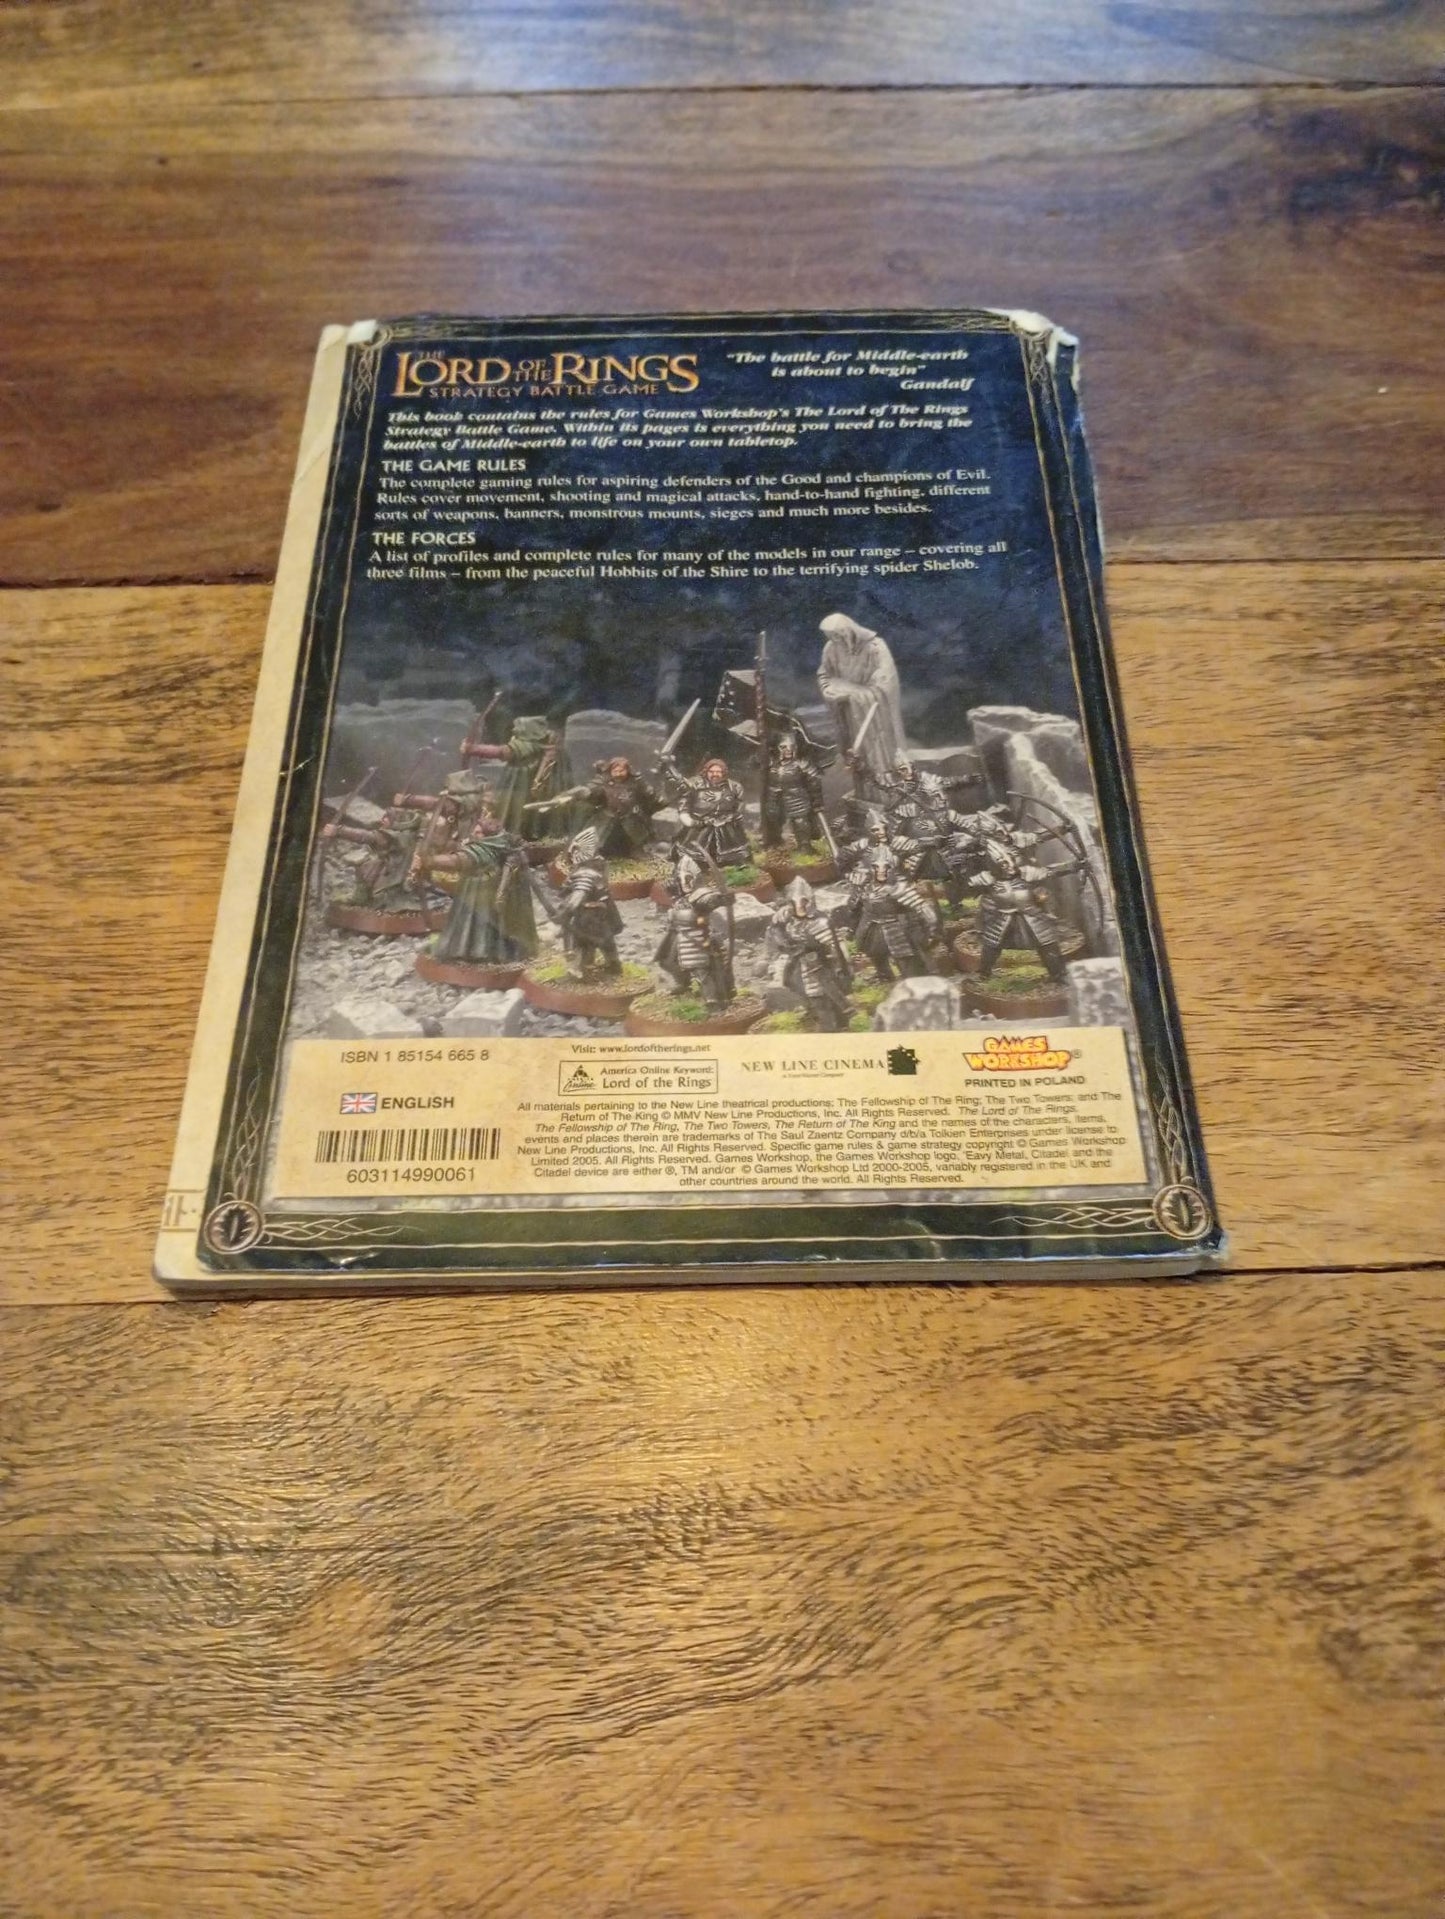 THE
LORD OF THE RINGS
STRATEGY BATTLE GAME
"The battle for Middle-earth
is about to begin"
Gandalf
This book contains the rules for Games Workshop's The Lord of The Rings
Strategy Battle Game. Within its pages is everything you need to bring the
battles of Middle-earth to life on your own tabletop.
THE GAME RULES
The complete gaming rules for aspiring defenders of the Good and champions of Evil.
Rules cover movement, shooting and magical attacks, hand-to-hand fighting, different
sorts of weapons, banners, monstrous mounts, sieges and much more besides.
THE FORCES
A list of profiles and complete rules for many of the models in our range – covering all
three films – from the peaceful Hobbits of the Shire to the terrifying spider Shelob.
ISBN 1 85154 665 8
ENGLISH
603114990061
Visit: www.lordoftherings.net
America Online Keyword:
Lord of the Rings
NEW LINE CINEMA
A Time Warner Company
GAMES
WORKSHOP®
PRINTED IN POLAND
All materials pertaining to the New Line theatrical productions: The Fellowship of The Ring; The Two Towers; and The
Return of The King © MMV New Line Productions, Inc. All Rights Reserved. The Lord of The Rings,
The Fellowship of The Ring, The Two Towers, The Return of The King and the names of the characters, items,
events and places therein are trademarks of The Saul Zaentz Company d/b/a Tolkien Enterprises under license to
New Line Productions, Inc. All Rights Reserved. Specific game rules & game strategy copyright © Games Workshop
Limited 2005. All Rights Reserved. Games Workshop, the Games Workshop logo, 'Eavy Metal, Citadel and the
Citadel device are either ®, TM and/or © Games Workshop Ltd 2000-2005, variably registered in the UK and
other countries around the world. All Rights Reserved.